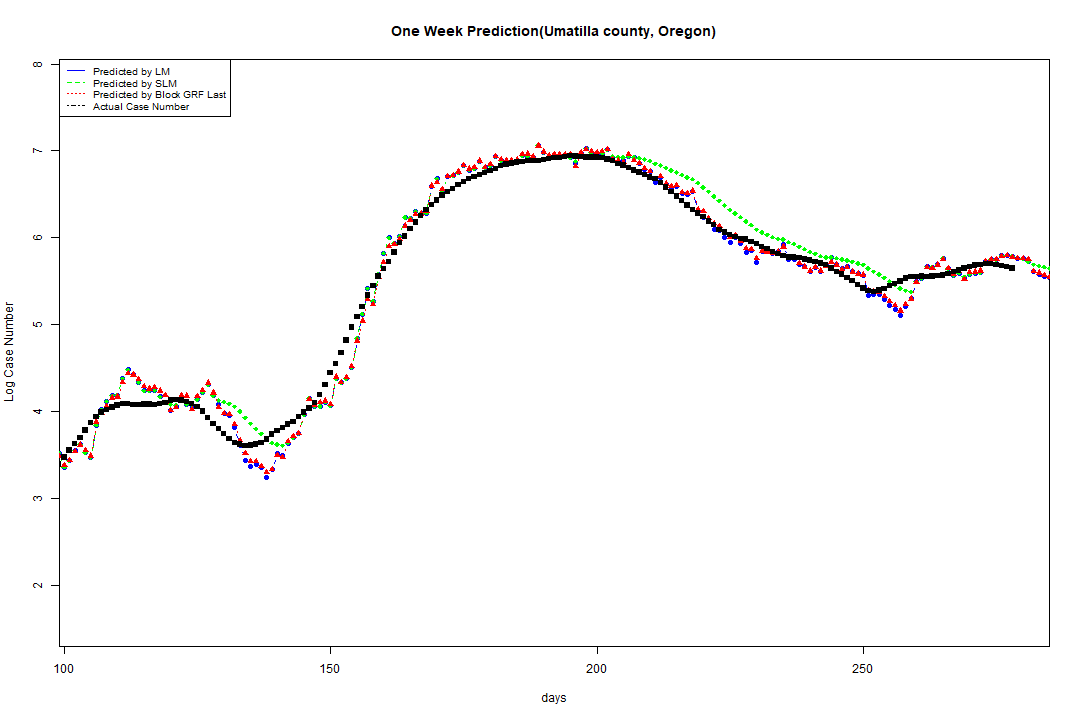 One Week Prediction(Umatilla county, Oregon)
Predicted by LM
Predicted by SLM
Predicted by Block GRF Last
Actual Case Number
8
7
6
5
4
3
2
Log Case Number
100 150 200 250
days